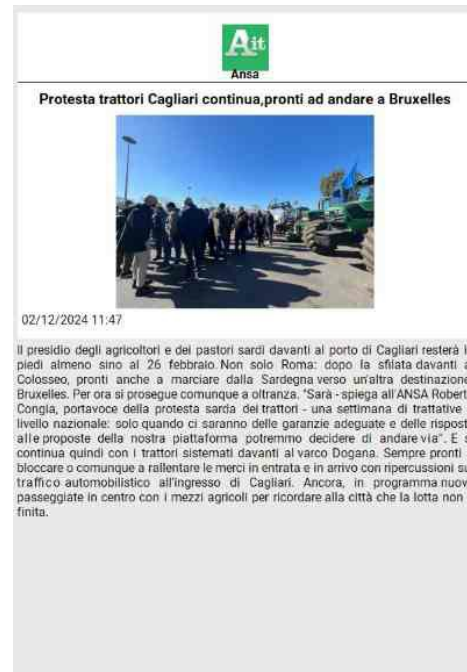 Ait
Ansa
Protesta trattori Cagliari continua,pronti ad andare a Bruxelles
02/12/2024 11:47
Il presidio degli agricoltori e dei pastori sardi davanti al porto di Cagliari resterà i
piedi almeno sino al 26 febbraio. Non solo Roma: dopo la sfilata davanti a
Colosseo, pronti anche a marciare dalla Sardegna verso un'altra destinazione
Bruxelles. Per ora si prosegue comunque a oltranza. "Sarà - spiega all'ANSA Robert
Congia, portavoce della protesta sarda dei trattori - una settimana di trattative
livello nazionale: solo quando ci saranno delle garanzie adeguate e delle rispost
alle proposte della nostra piattaforma potremmo decidere di andare via". E s
continua quindi con i trattori sistemati davanti al varco Dogana. Sempre pronti
bloccare o comunque a rallentare le merci in entrata e in arrivo con ripercussioni su
traffico automobilistico all'ingresso di Cagliari. Ancora, in programma nuov
passeggiate in centro con i mezzi agricoli per ricordare alla città che la lotta non
finita.